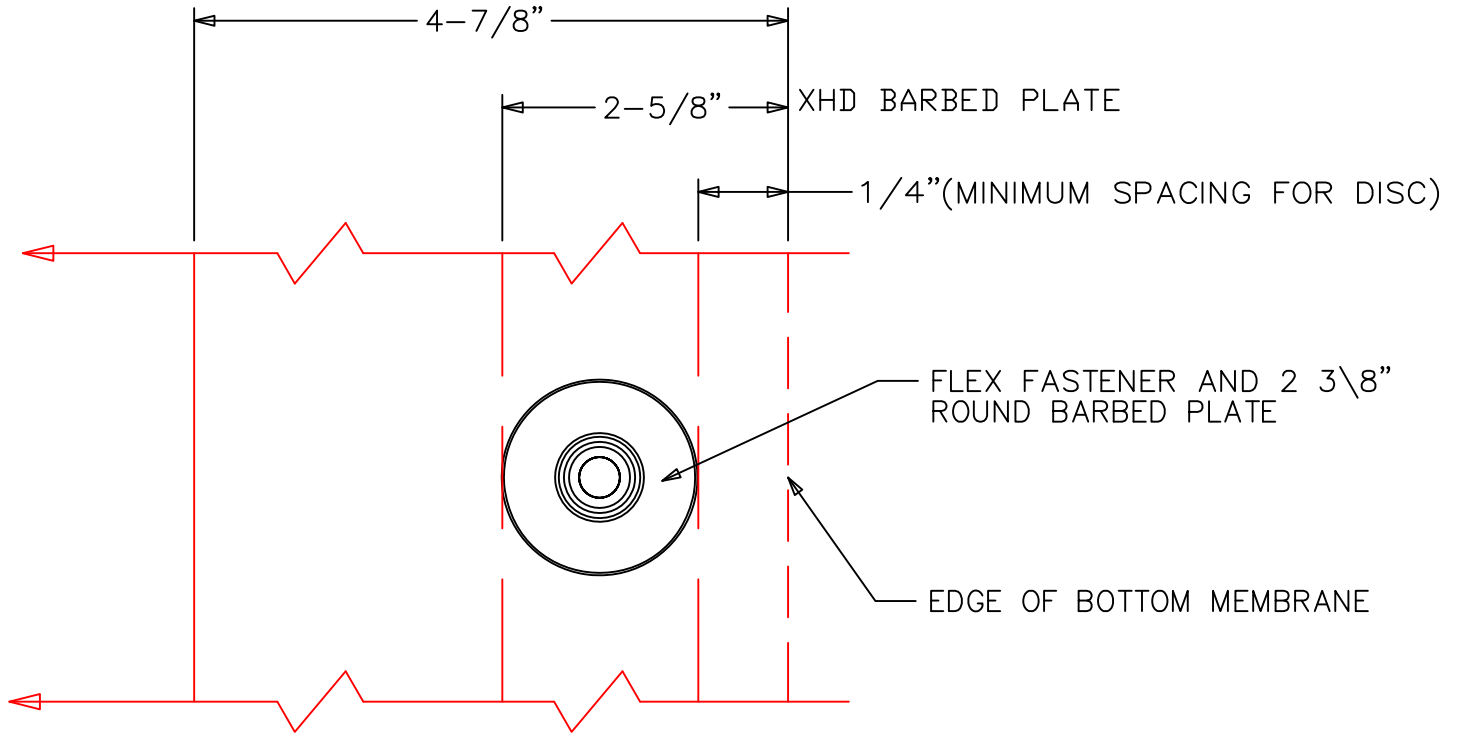 4-7/8”
2-5/8”
XHD BARBED PLATE
1/4”(MINIMUM SPACING FOR DISC)
FLEX FASTENER AND 2 3\8”
ROUND BARBED PLATE
EDGE OF BOTTOM MEMBRANE